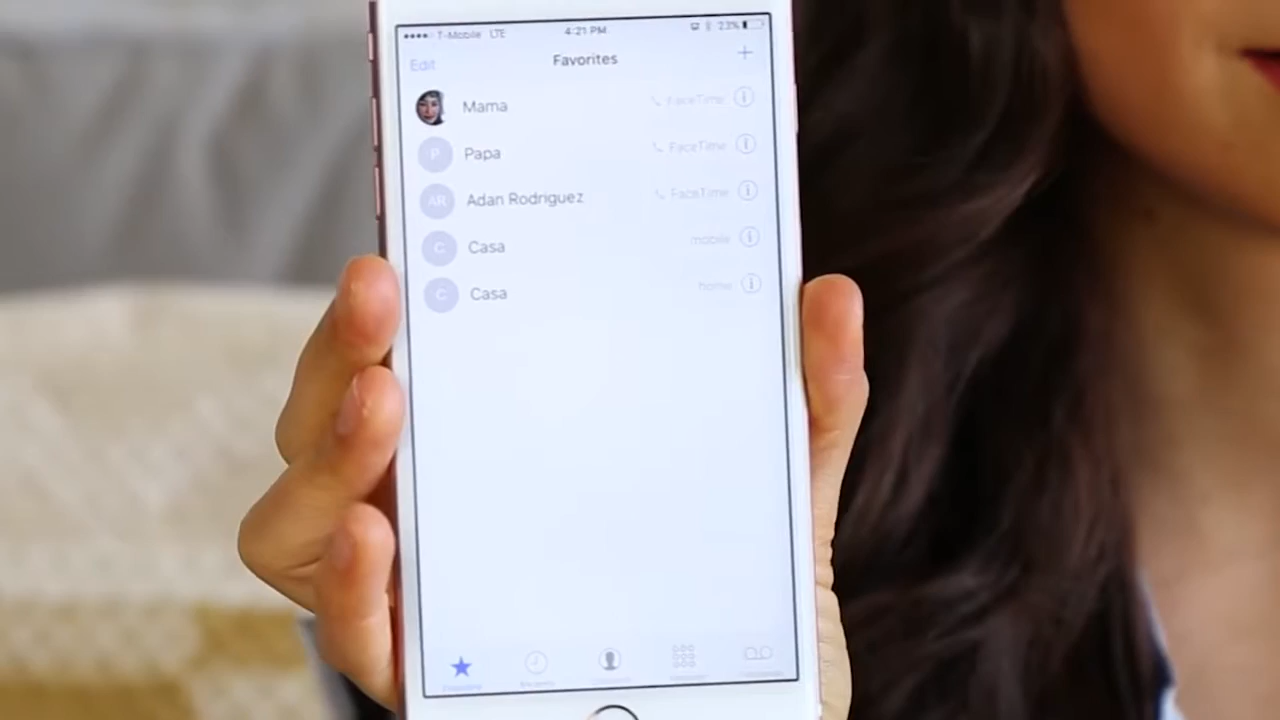 T-Mobile LTE 4:21 PM 23%
Edit Favorites +
Mama FaceTime
P Papa FaceTime
AR Adan Rodriguez FaceTime
C Casa mobile
C Casa home